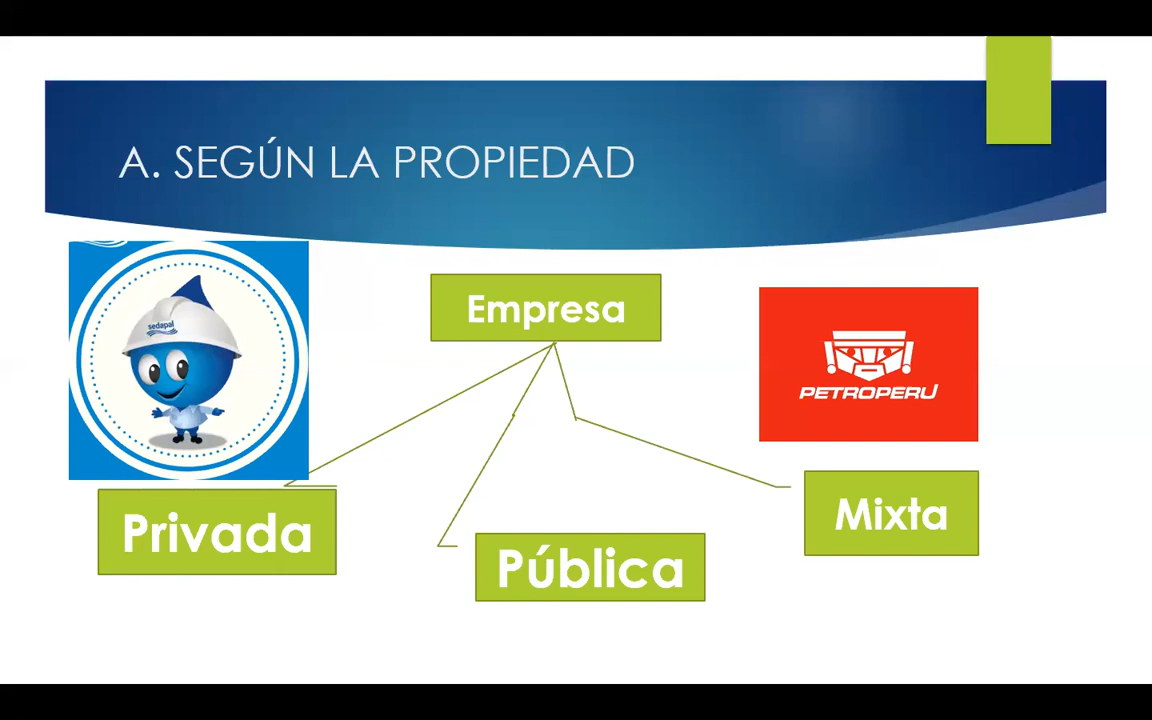 A. SEGÚN LA PROPIEDAD
sedapal
Empresa
PETROPERU
Privada
Pública
Mixta